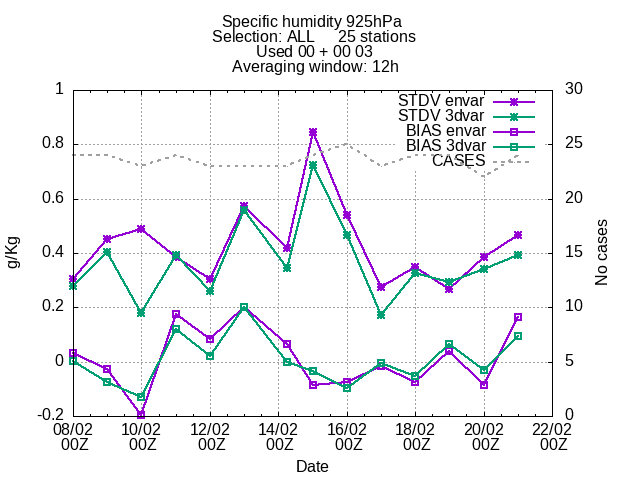 Specific humidity 925hPa
Selection: ALL 25 stations
Used 00 + 00 03
Averaging window: 12h
1
0.8
0.6
0.4
0.2
0
-0.2
30
25
20
15
10
5
0
STDV envar
STDV 3dvar
BIAS envar
BIAS 3dvar
CASES
g/Kg
No cases
08/02 10/02 12/02 14/02 16/02 18/02 20/02 22/02
00Z 00Z 00Z 00Z 00Z 00Z 00Z 00Z
Date